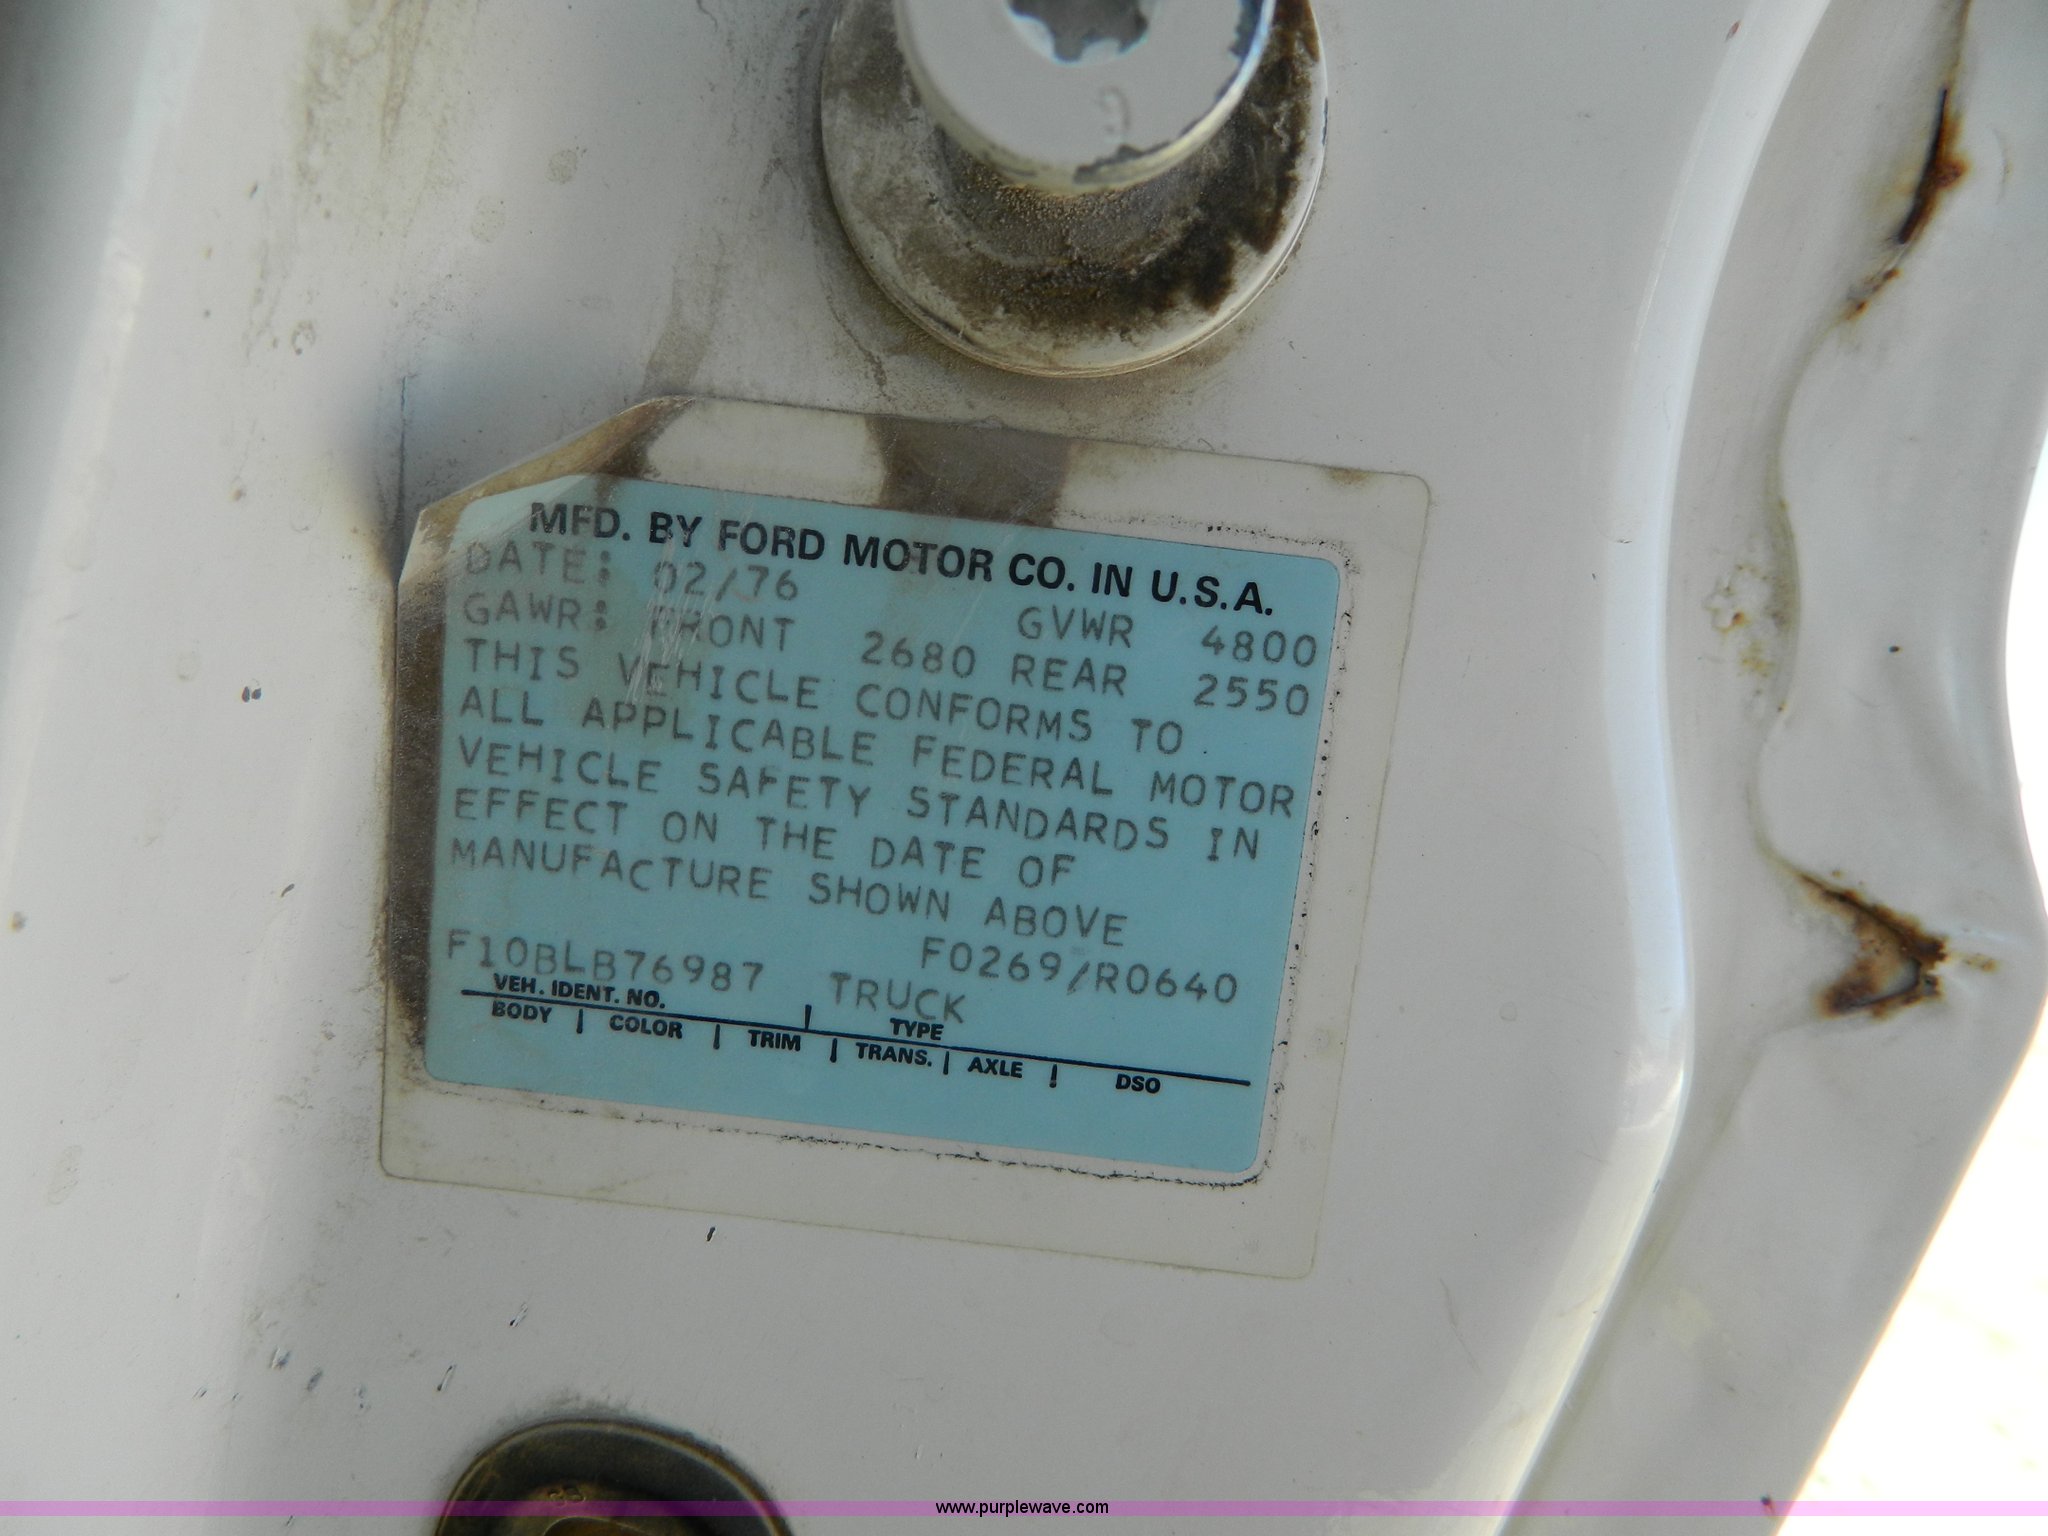 MFD. BY FORD MOTOR CO. IN U.S.A.
DATE: 02/76 GVWR 4800
GAWR: FRONT 2680 REAR 2550
THIS VEHICLE CONFORMS TO
ALL APPLICABLE FEDERAL MOTOR
VEHICLE SAFETY STANDARDS IN
EFFECT ON THE DATE OF
MANUFACTURE SHOWN ABOVE
F0269/R0640
F10BLB76987 TRUCK
VEH. IDENT. NO. TYPE
BODY COLOR TRIM TRANS. AXLE DSO
www.purplewave.com